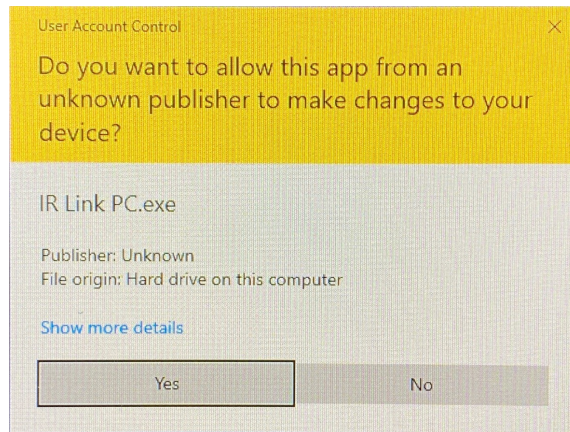 User Account Control
Do you want to allow this app from an
unknown publisher to make changes to your
device?
IR Link PC.exe
Publisher: Unknown
File origin: Hard drive on this computer
Show more details
Yes
No